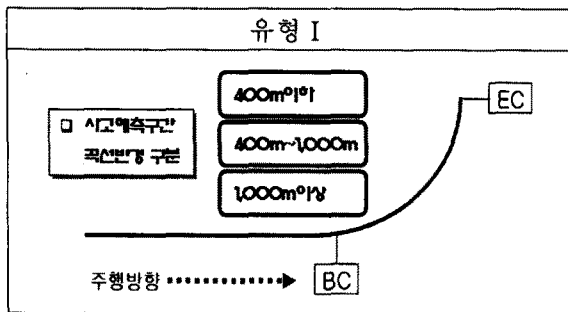 유형 I
400m이하
EC
□ 사고예측구간
400m~1,000m
곡선반경 구분
1,000m이상
주행방향
BC